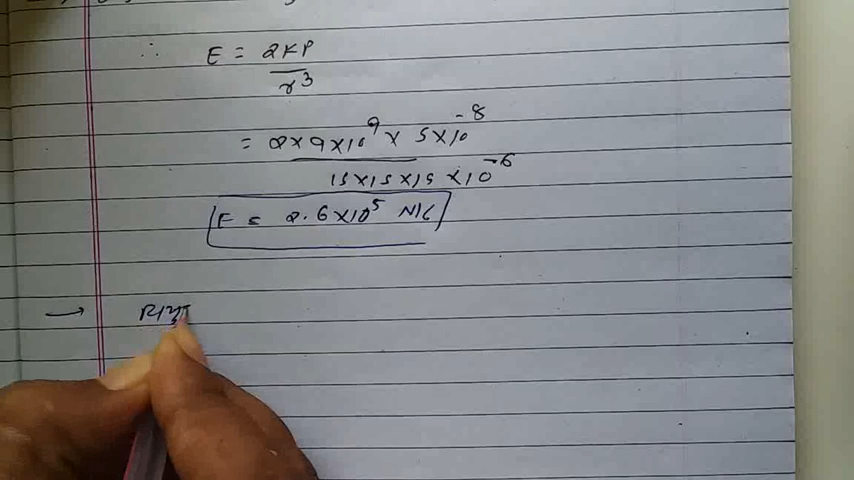 ∴ E = 2KP
r³
= 2×9×10⁹ × 5×10⁻⁸
15×15×15 ×10⁻⁶
E = 2.6×10⁵ N/C
→